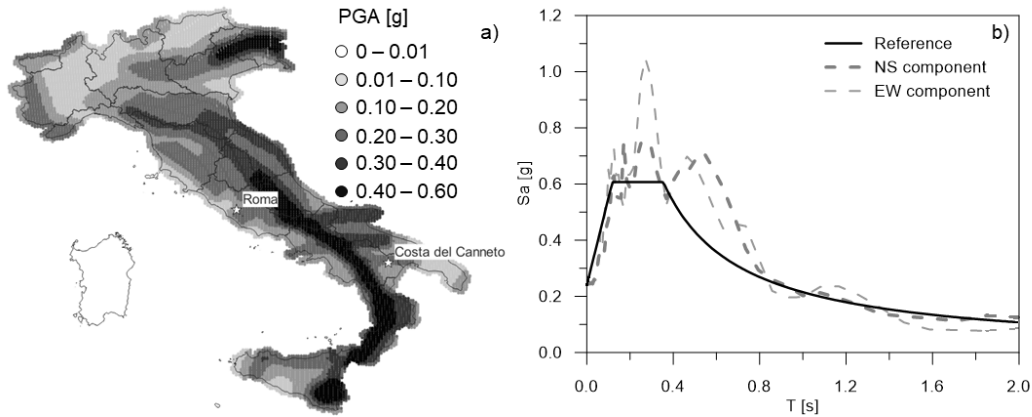 PGA [g]
a)
0 – 0.01
0.01 – 0.10
0.10 – 0.20
0.20 – 0.30
0.30 – 0.40
0.40 – 0.60
Roma
Costa del Canneto
b)
Reference
NS component
EW component
1.2
1.0
0.8
0.6
0.4
0.2
0.0
Sa [g]
0.0 0.4 0.8 1.2 1.6 2.0
T [s]